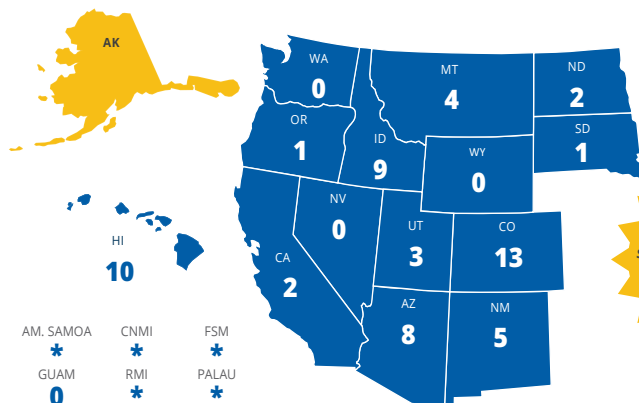 AK
WA
0
MT
4
ND
2
OR
1
ID
9
SD
1
WY
0
NV
0
HI
10
CA
2
UT
3
CO
13
AZ
8
NM
5
AM. SAMOA
*
CNMI
*
FSM
*
GUAM
0
RMI
*
PALAU
*